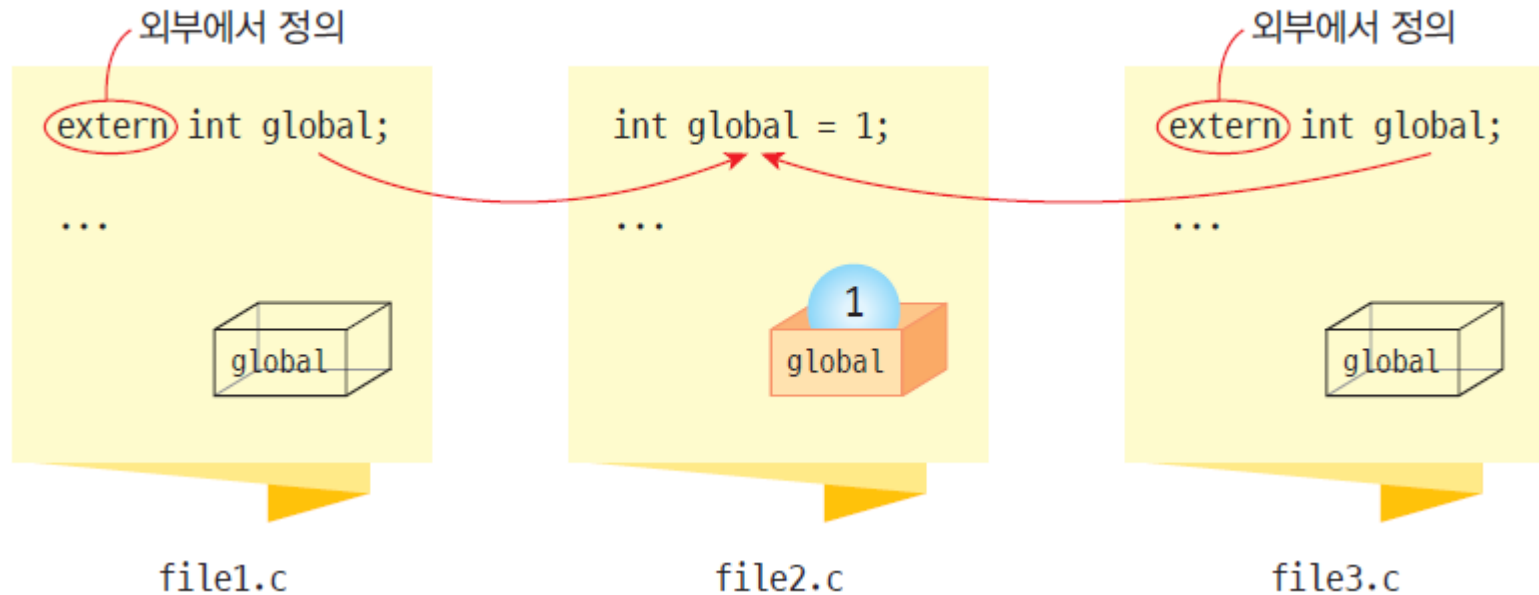 외부에서 정의
외부에서 정의
extern int global;
int global = 1;
extern int global;
...
...
...
1
global
global
global
file1.c
file2.c
file3.c